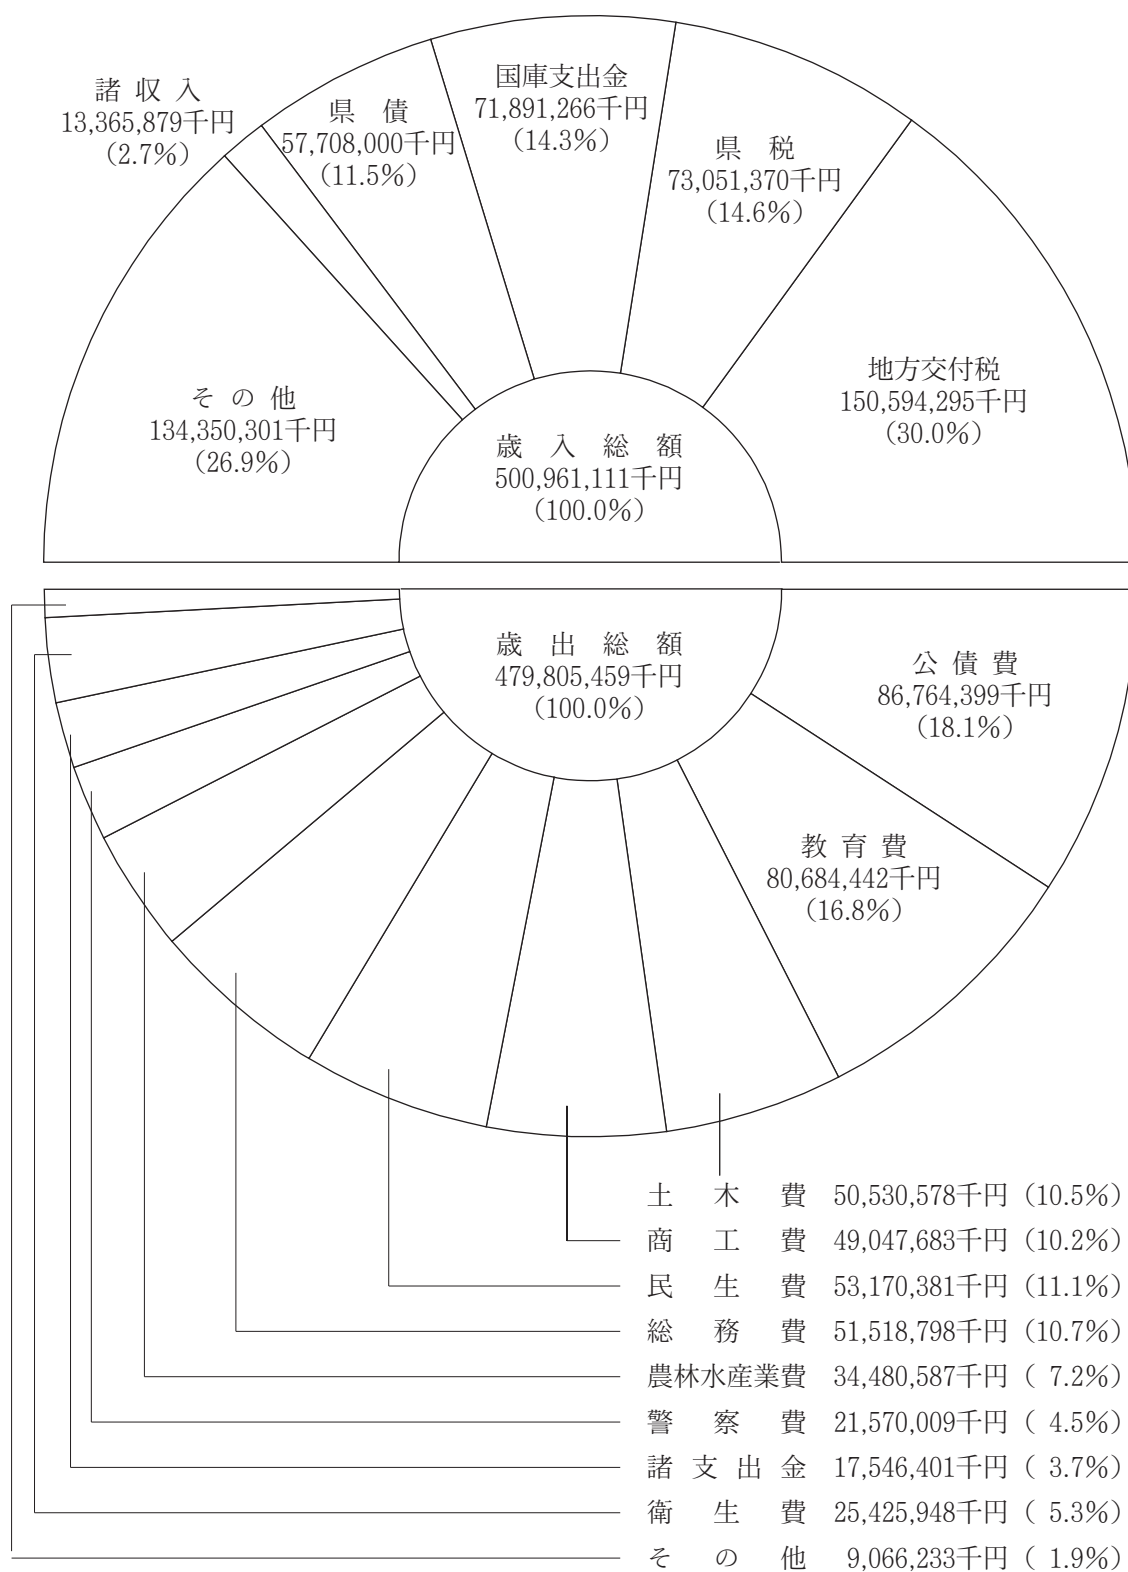 諸収入
13,365,879千円
（2.7％）
県債
57,708,000千円
（11.5％）
国庫支出金
71,891,266千円
（14.3％）
県税
73,051,370千円
（14.6％）
地方交付税
150,594,295千円
（30.0％）
その他
134,350,301千円
（26.9％）
歳入総額
500,961,111千円
（100.0％）
歳出総額
479,805,459千円
（100.0％）
公債費
86,764,399千円
（18.1％）
教育費
80,684,442千円
（16.8％）
土木費 50,530,578千円（10.5％）
商工費 49,047,683千円（10.2％）
民生費 53,170,381千円（11.1％）
総務費 51,518,798千円（10.7％）
農林水産業費 34,480,587千円（ 7.2％）
警察費 21,570,009千円（ 4.5％）
諸支出金 17,546,401千円（ 3.7％）
衛生費 25,425,948千円（ 5.3％）
その他 9,066,233千円（ 1.9％）